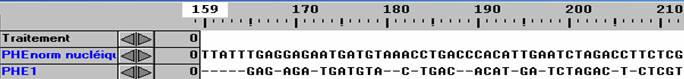 159 170 180 190 200 210
Traitement 0
PHEnorm nucléiqu 0 TTATTTGAGGAGAATGATGTAAACCTGACCCACATTGAATCTAGACCTTCTCG
PHE1 0 -----GAG-AGA-TGATGTA--C-TGAC--ACAT-GA-TCTAGAC-T-CTCGT